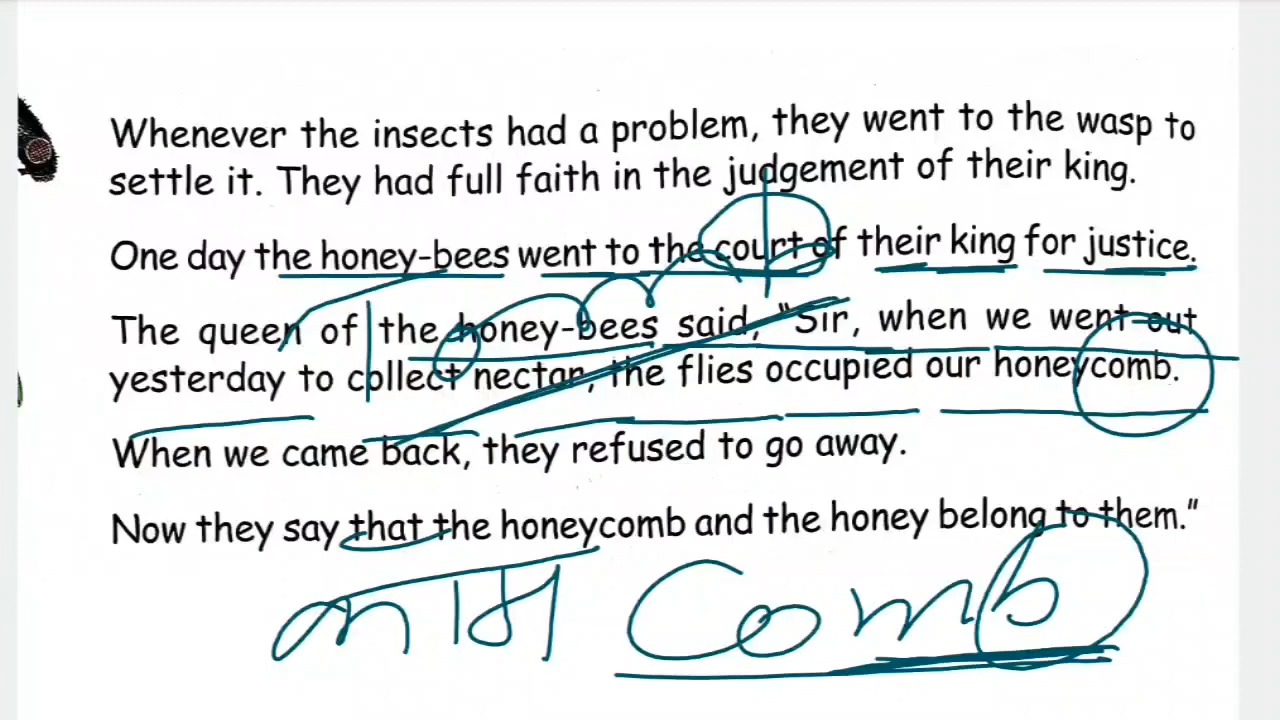 Whenever the insects had a problem, they went to the wasp to
settle it. They had full faith in the judgement of their king.
One day the honey-bees went to the court of their king for justice.
The queen of the honey-bees said, "Sir, when we went out
yesterday to collect nectar, the flies occupied our honeycomb.
When we came back, they refused to go away.
Now they say that the honeycomb and the honey belong to them."
काम Comb